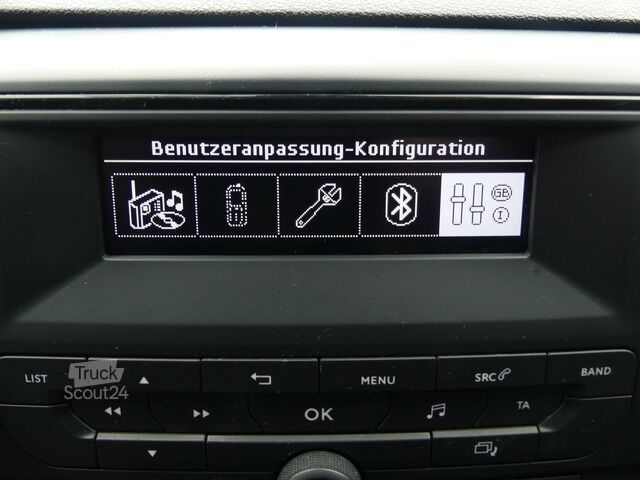 Benutzeranpassung-Konfiguration
GB
I
LIST
MENU
SRC
BAND
Truck
Scout24
OK
TA